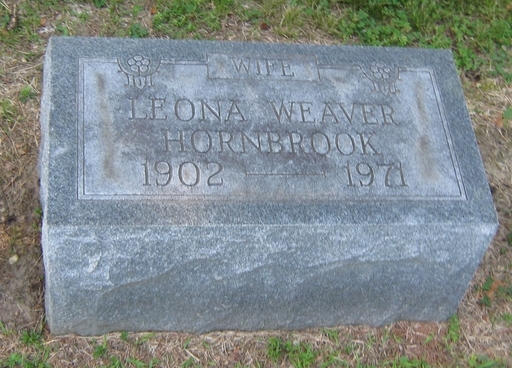 WIFE
LEONA WEAVER
HORNBROOK
1902 — 1971